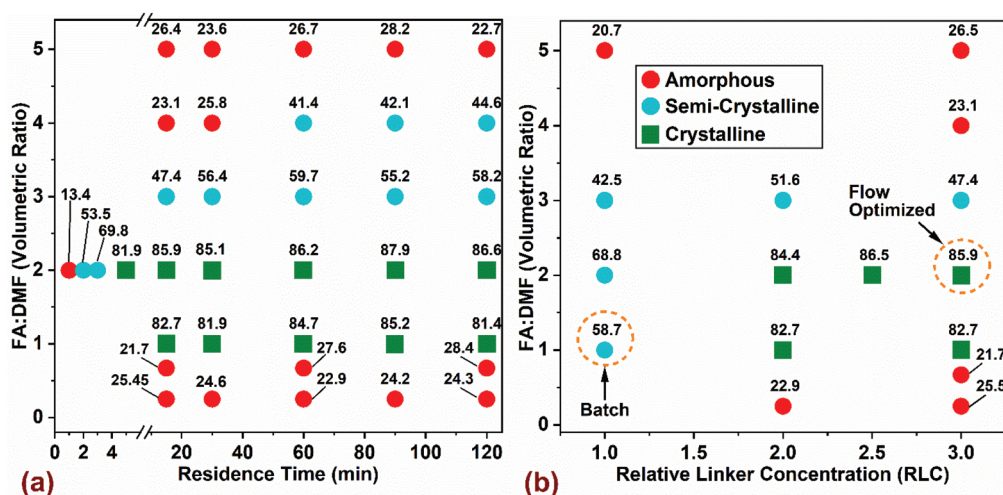 26.4 23.6 26.7 28.2 22.7
5
23.1 25.8 41.4 42.1 44.6
4
47.4 56.4 59.7 55.2 58.2
3
13.4
53.5
69.8
81.9 85.9 85.1 86.2 87.9 86.6
2
82.7 81.9 84.7 85.2 81.4
1
21.7 27.6 28.4
25.45 24.6 22.9 24.2 24.3
0
0 2 4 20 40 60 80 100 120
Residence Time (min)
FA:DMF (Volumetric Ratio)
(a)
20.7 26.5
5
Amorphous
Semi-Crystalline
Crystalline
23.1
4
42.5 51.6 47.4
3
Flow
Optimized
68.8 84.4 86.5 85.9
2
58.7 82.7 82.7
1
21.7
Batch
22.9 25.5
0
1.0 1.5 2.0 2.5 3.0
Relative Linker Concentration (RLC)
FA:DMF (Volumetric Ratio)
(b)